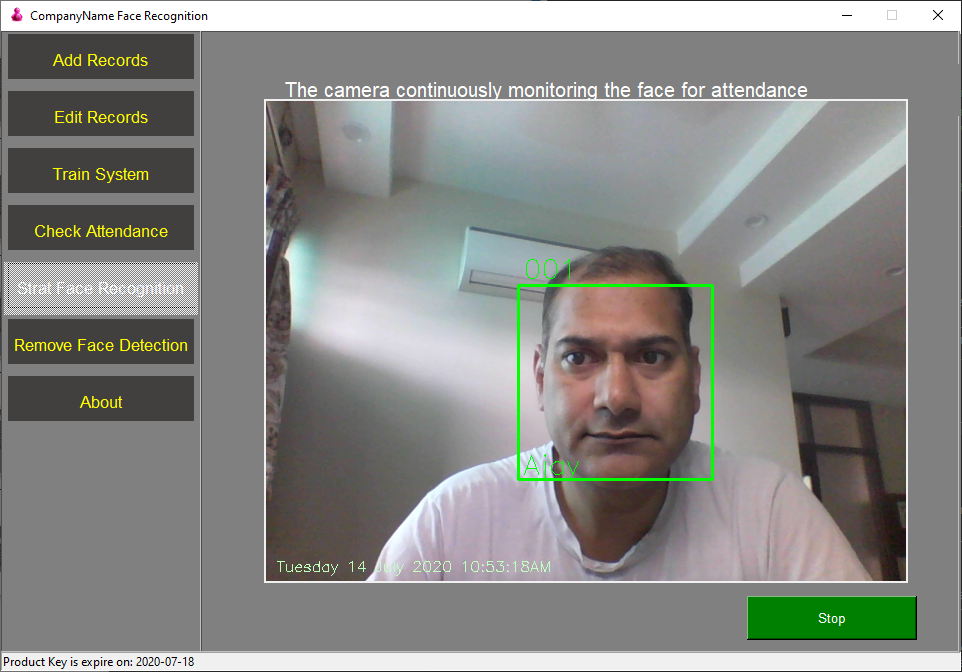 CompanyName Face Recognition
Add Records
Edit Records
Train System
Check Attendance
Strat Face Recognition
Remove Face Detection
About
The camera continuously monitoring the face for attendance
001
Tuesday 14 July 2020 10:53:18AM
Stop
Product Key is expire on: 2020-07-18